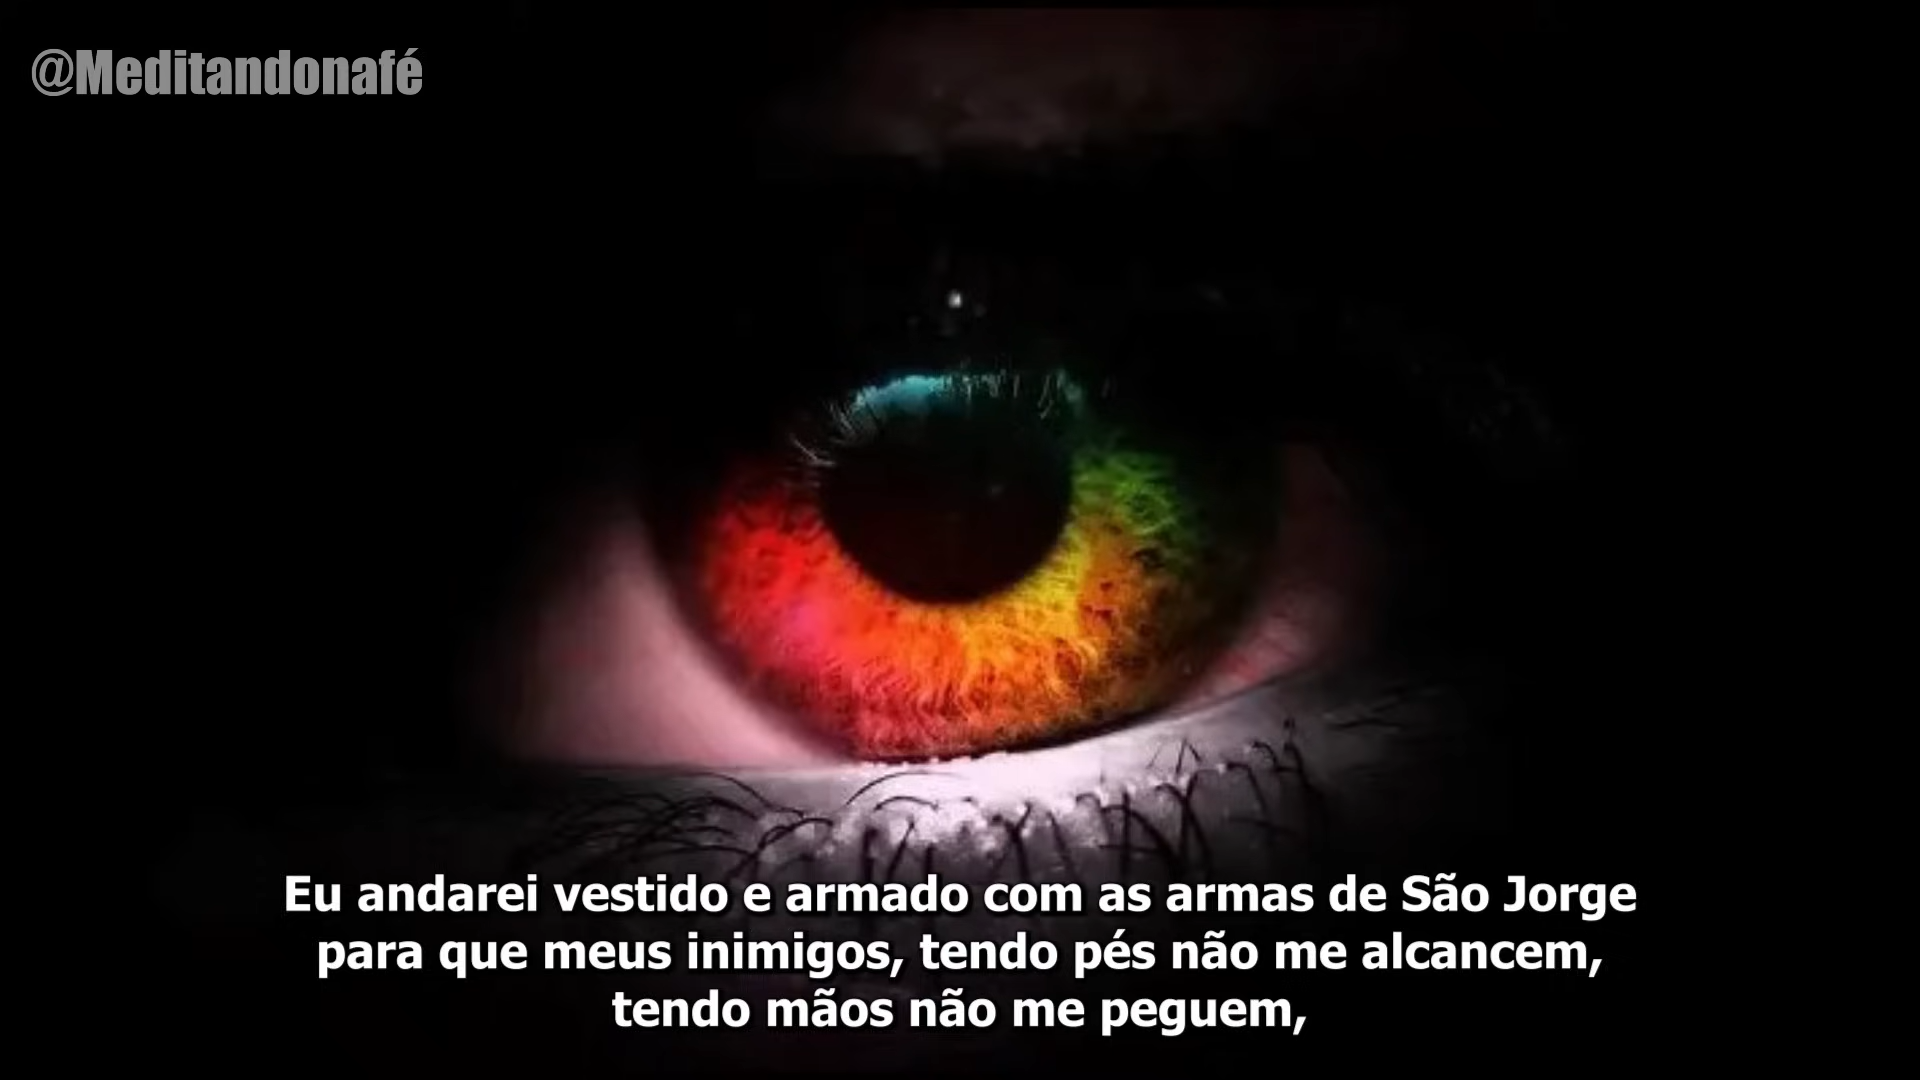 @Meditandonafé
Eu andarei vestido e armado com as armas de São Jorge
para que meus inimigos, tendo pés não me alcancem,
tendo mãos não me peguem,